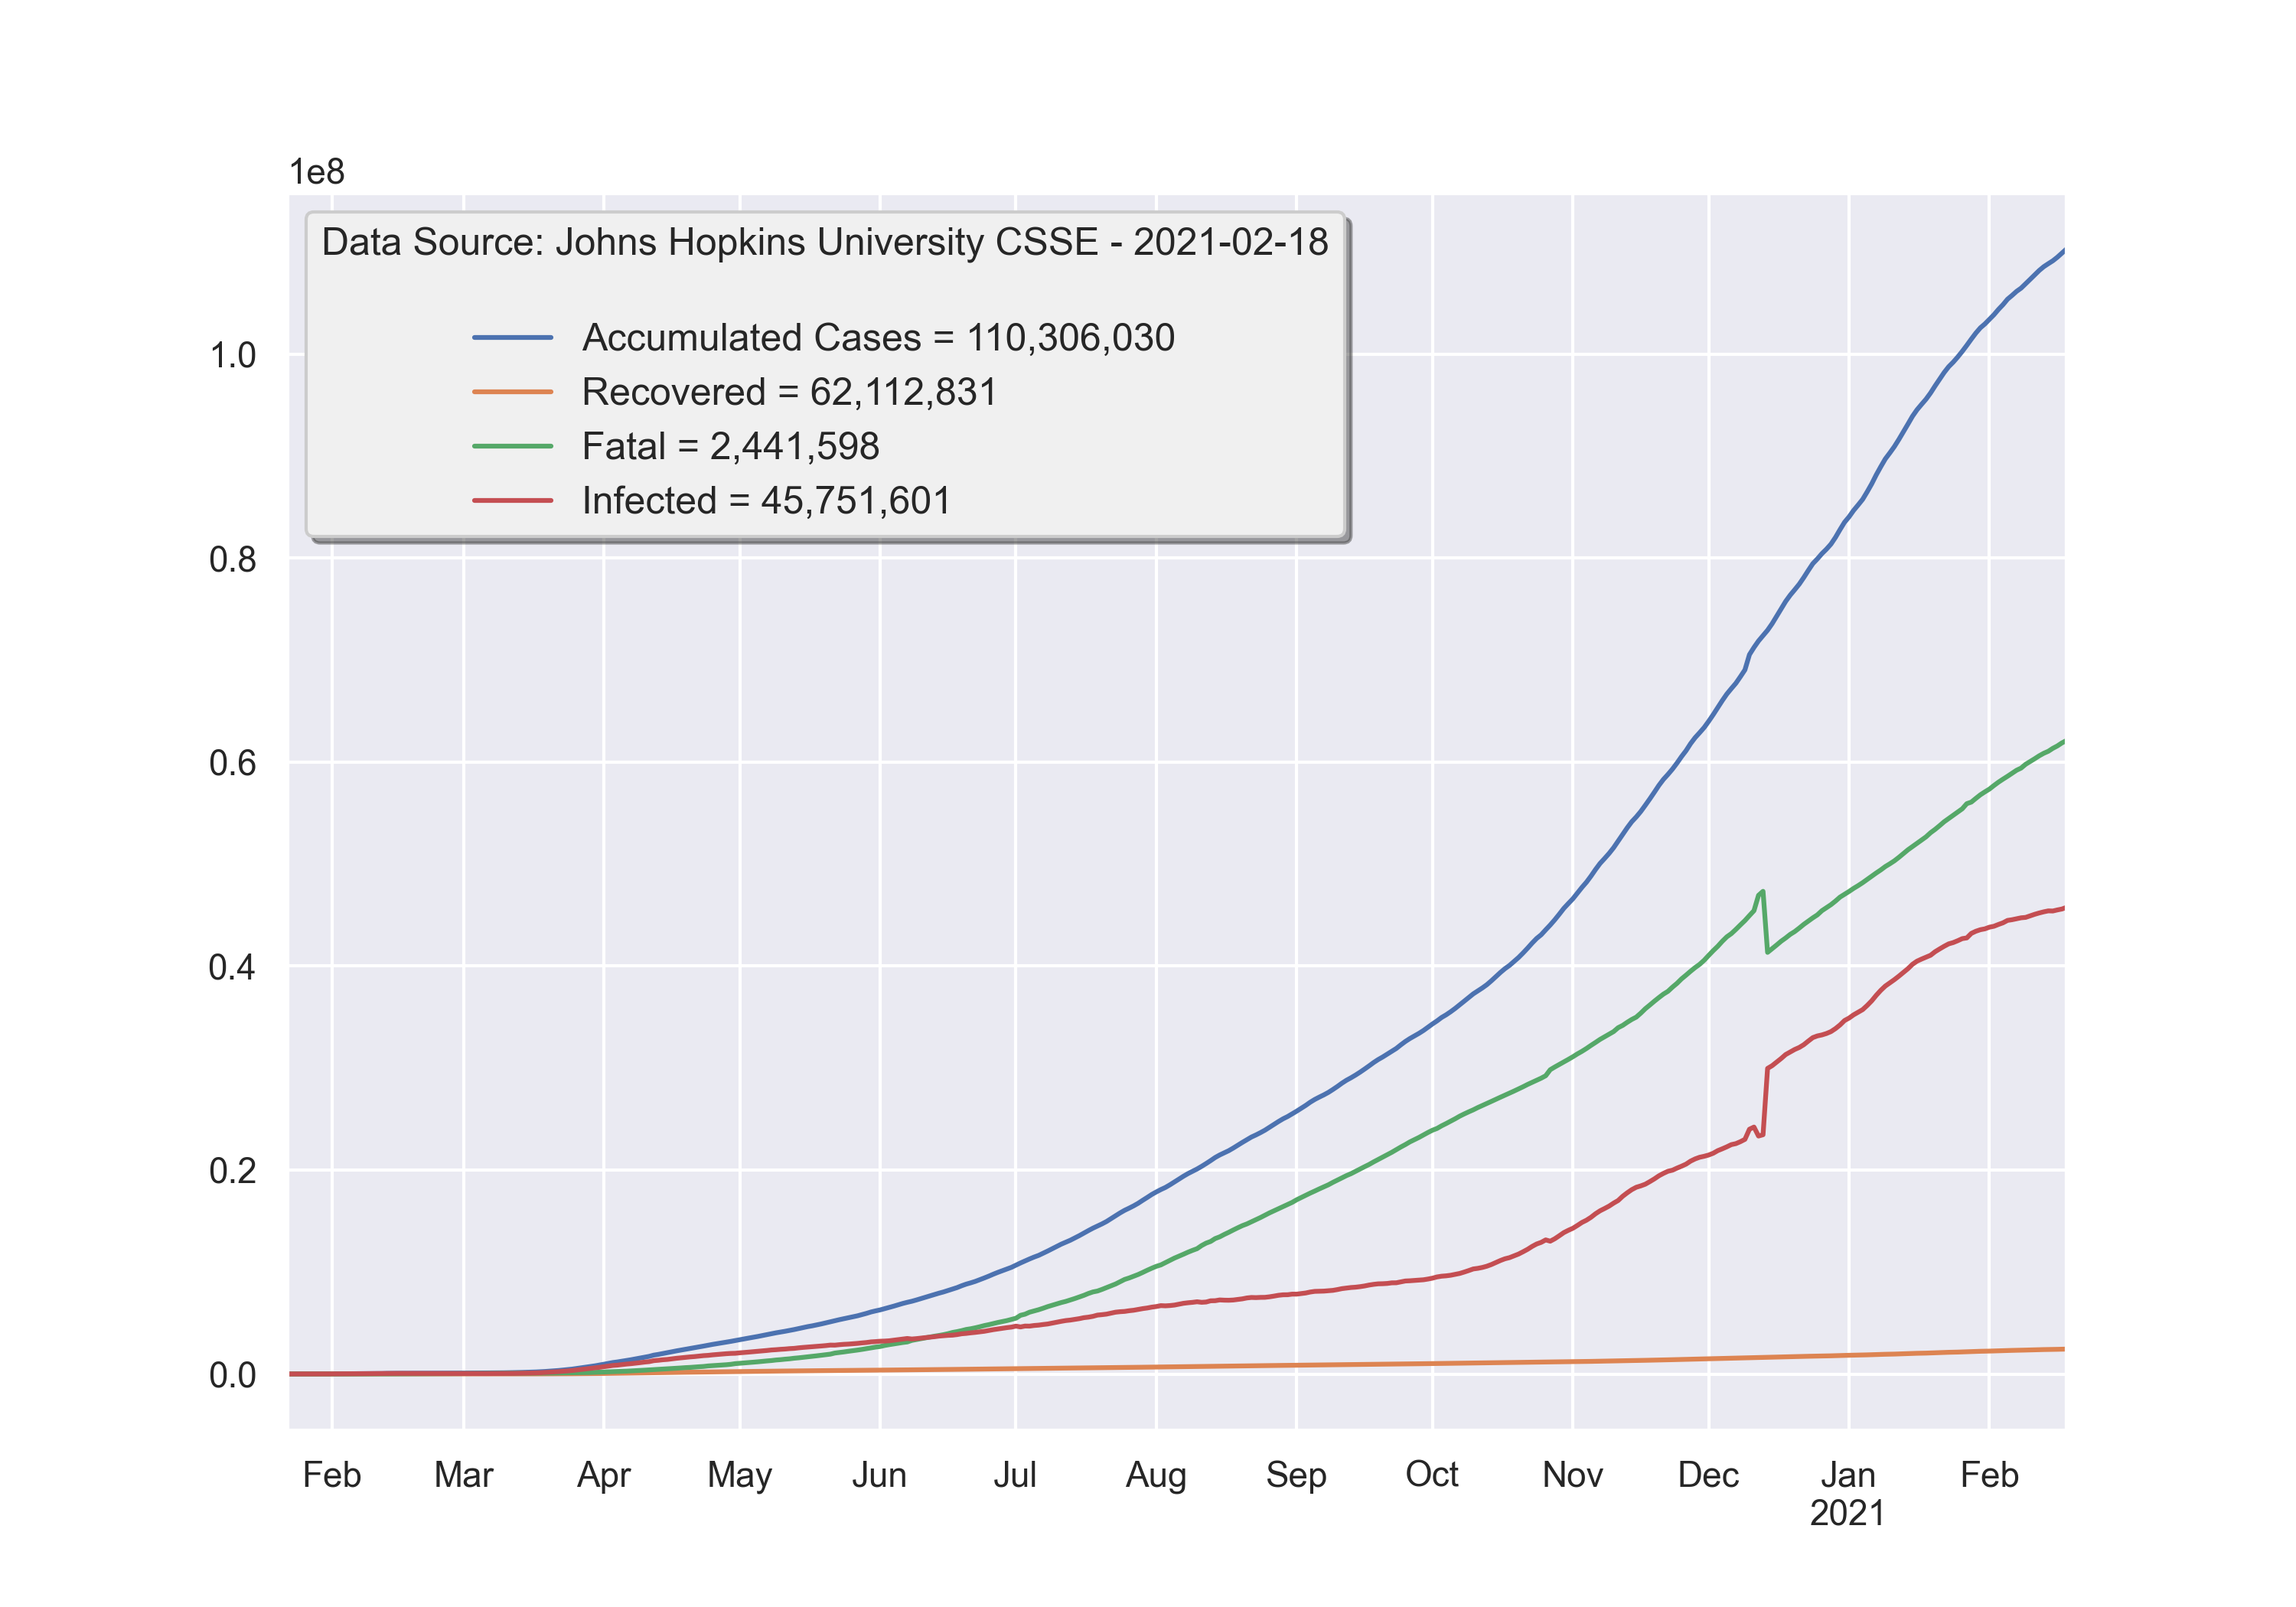 1e8
Data Source: Johns Hopkins University CSSE - 2021-02-18
Accumulated Cases = 110,306,030
Recovered = 62,112,831
Fatal = 2,441,598
Infected = 45,751,601
1.0
0.8
0.6
0.4
0.2
0.0
Feb Mar Apr May Jun Jul Aug Sep Oct Nov Dec Jan Feb
2021